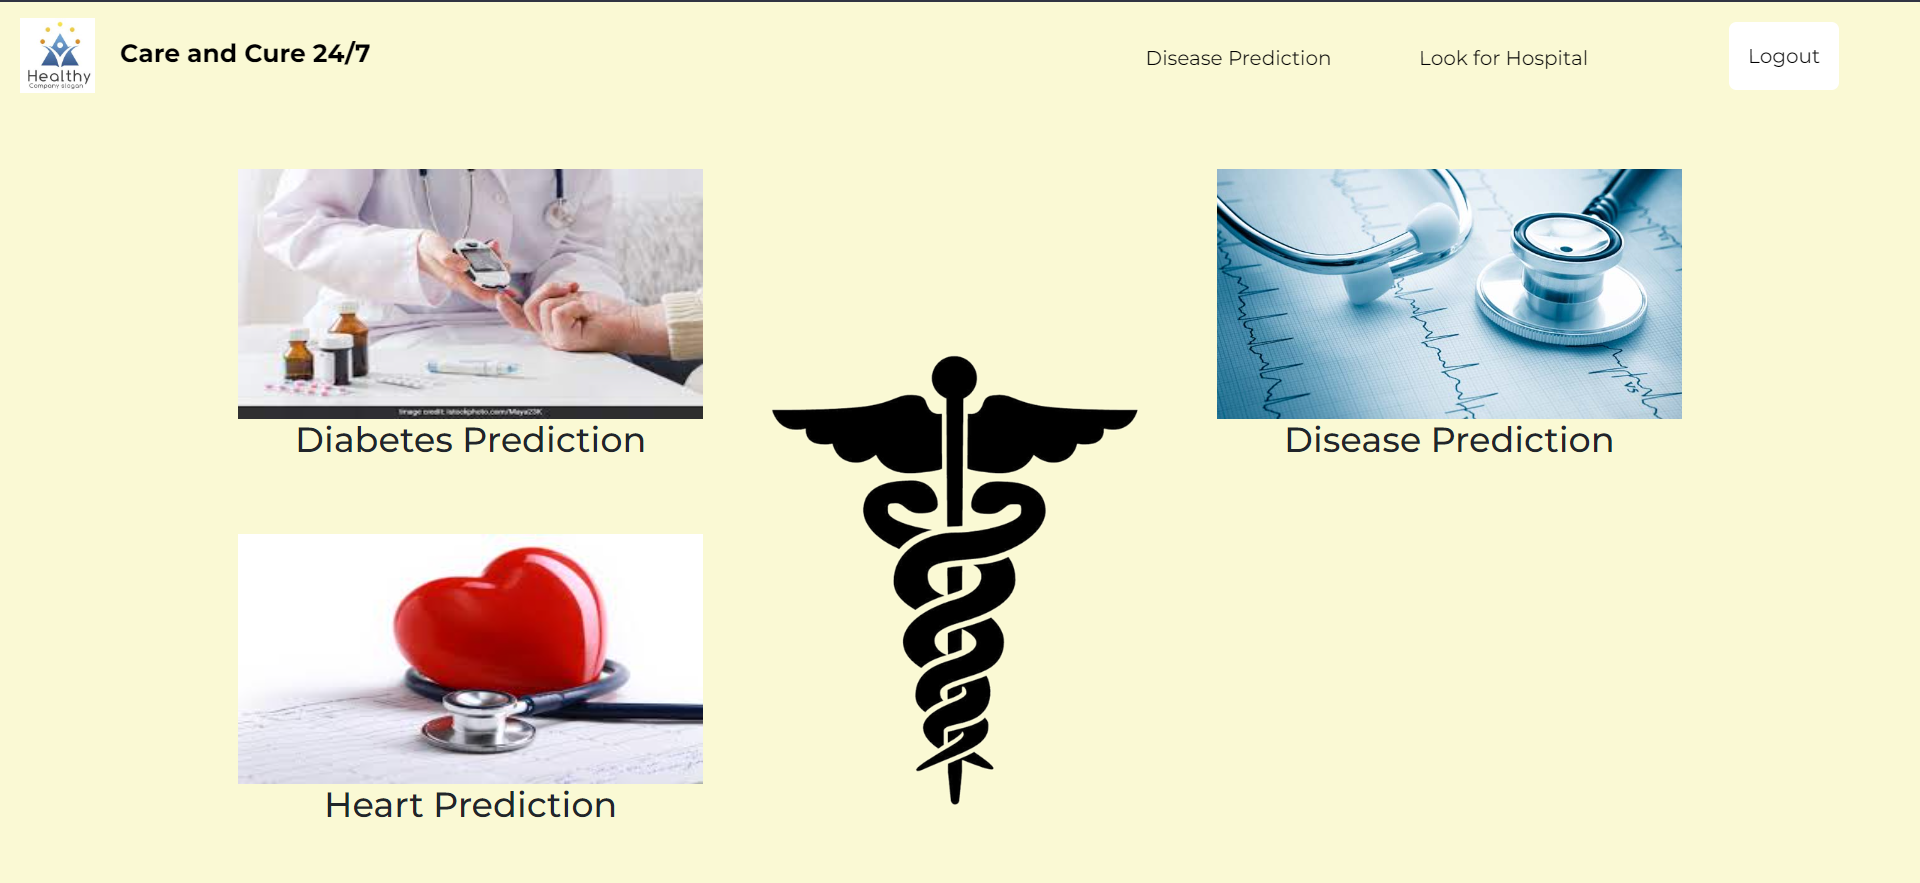 Healthy
Company slogan
Care and Cure 24/7
Disease Prediction
Look for Hospital
Logout
Image credit: istockphoto.com/Maya23K
Diabetes Prediction
Disease Prediction
Heart Prediction